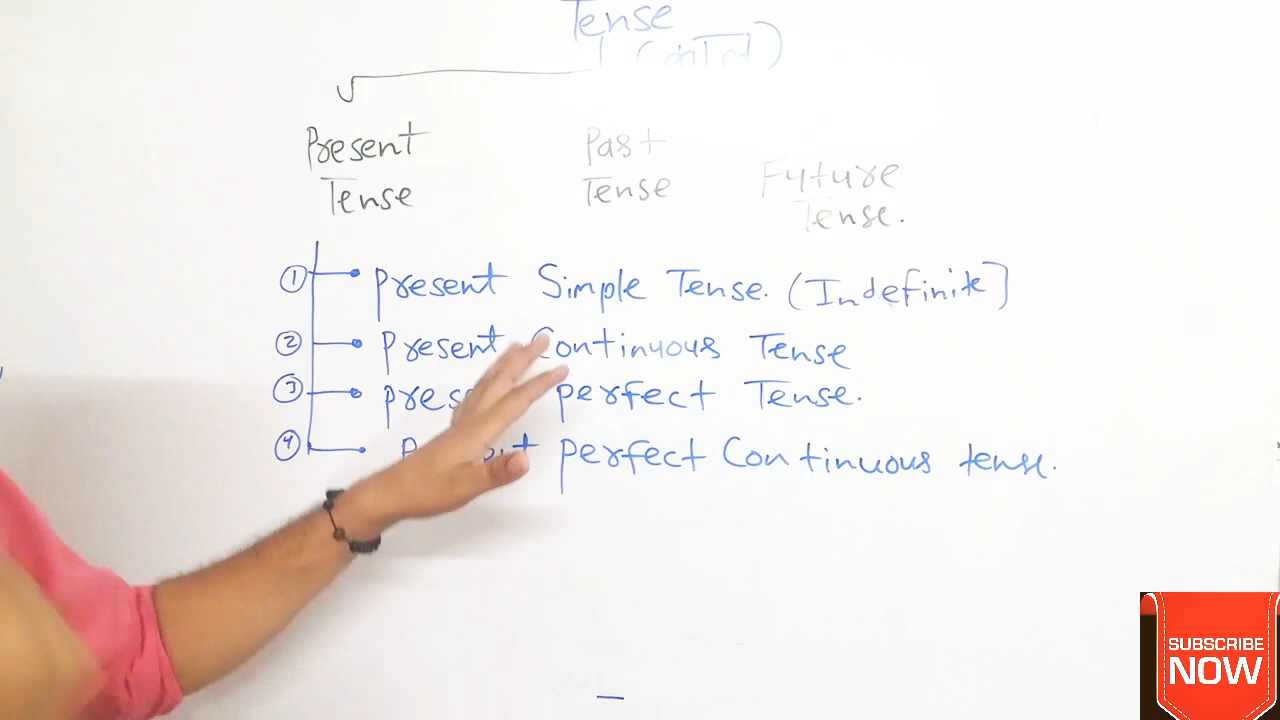 Tense
(Contd)
Present Tense
Past Tense
Future Tense.
① Present Simple Tense. (Indefinite]
② Present Continuous Tense
③ perfect Tense.
④ perfect Continuous tense.
SUBSCRIBE
NOW